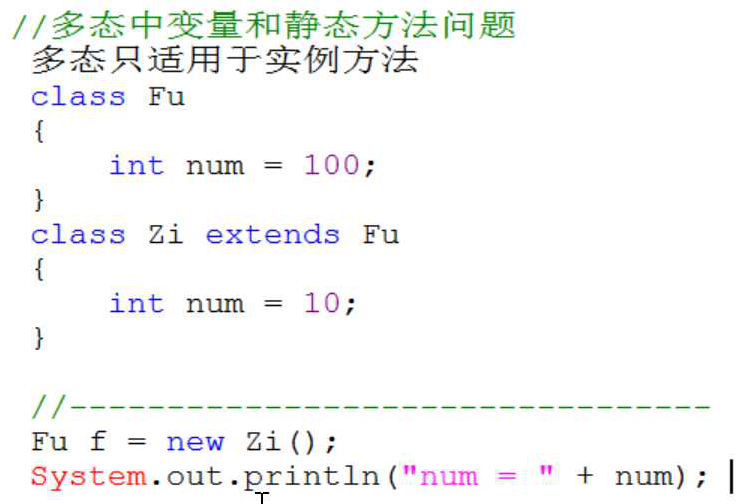 //多态中变量和静态方法问题
多态只适用于实例方法
class Fu
{
int num = 100;
}
class Zi extends Fu
{
int num = 10;
}
//---------------------------------
Fu f = new Zi();
System.out.println("num = " + num);